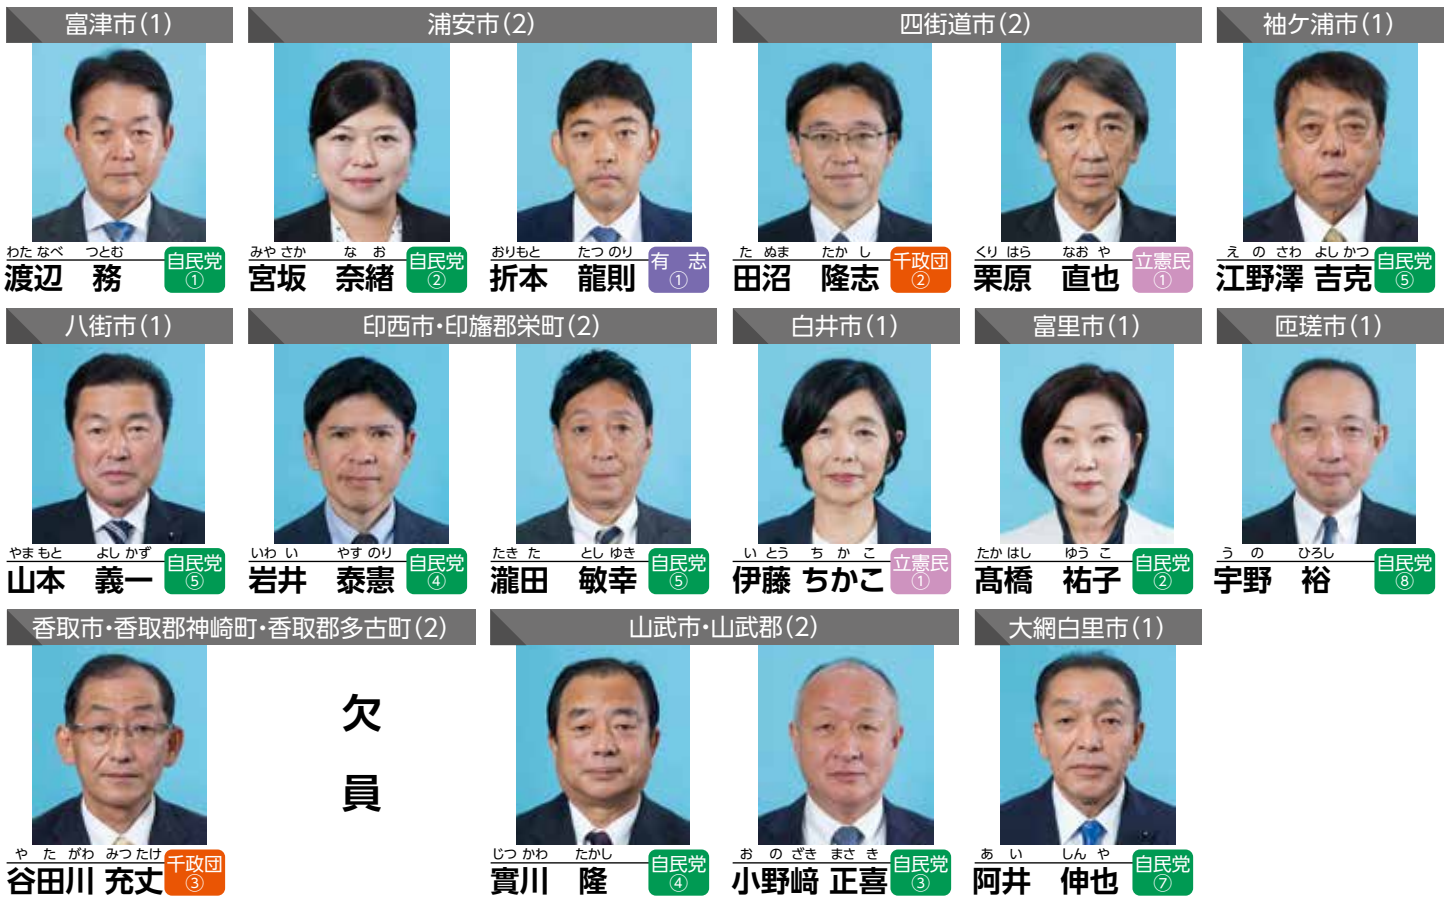 富津市(1)
浦安市(2)
四街道市(2)
袖ケ浦市(1)
わた なべ つとむ
渡辺 務
自民党
①
みや さか な お
宮坂 奈緒
自民党
②
おりもと たつ のり
折本 龍則
有 志
①
た ぬま たか し
田沼 隆志
千政団
②
くり はら なお や
栗原 直也
立憲民
①
え の さわ よし かつ
江野澤 吉克
自民党
⑤
八街市(1)
印西市・印旛郡栄町(2)
白井市(1)
富里市(1)
匝瑳市(1)
やま もと よし かず
山本 義一
自民党
⑤
いわ い やす のり
岩井 泰憲
自民党
④
たき た とし ゆき
瀧田 敏幸
自民党
⑤
い とう ち か こ
伊藤 ちかこ
立憲民
①
たか はし ゆう こ
髙橋 祐子
自民党
②
う の ひろし
宇野 裕
自民党
⑧
香取市・香取郡神崎町・香取郡多古町(2)
山武市・山武郡(2)
大網白里市(1)
や た がわ みつ たけ
谷田川 充丈
千政団
③
欠
員
じつ かわ たかし
實川 隆
自民党
④
お の ざき まさ き
小野﨑 正喜
自民党
③
あ い しん や
阿井 伸也
自民党
⑦